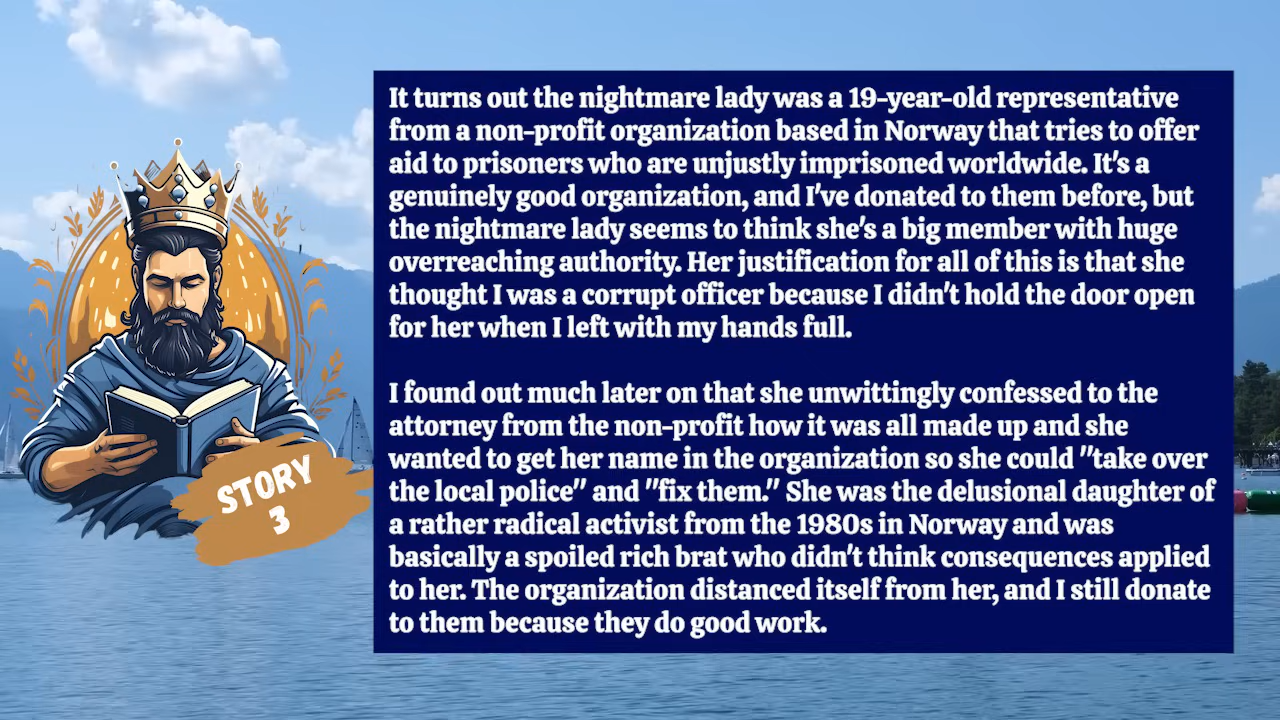 It turns out the nightmare lady was a 19-year-old representative
from a non-profit organization based in Norway that tries to offer
aid to prisoners who are unjustly imprisoned worldwide. It's a
genuinely good organization, and I've donated to them before, but
the nightmare lady seems to think she's a big member with huge
overreaching authority. Her justification for all of this is that she
thought I was a corrupt officer because I didn't hold the door open
for her when I left with my hands full.
I found out much later on that she unwittingly confessed to the
attorney from the non-profit how it was all made up and she
wanted to get her name in the organization so she could "take over
the local police" and "fix them." She was the delusional daughter of
a rather radical activist from the 1980s in Norway and was
basically a spoiled rich brat who didn't think consequences applied
to her. The organization distanced itself from her, and I still donate
to them because they do good work.
STORY
3